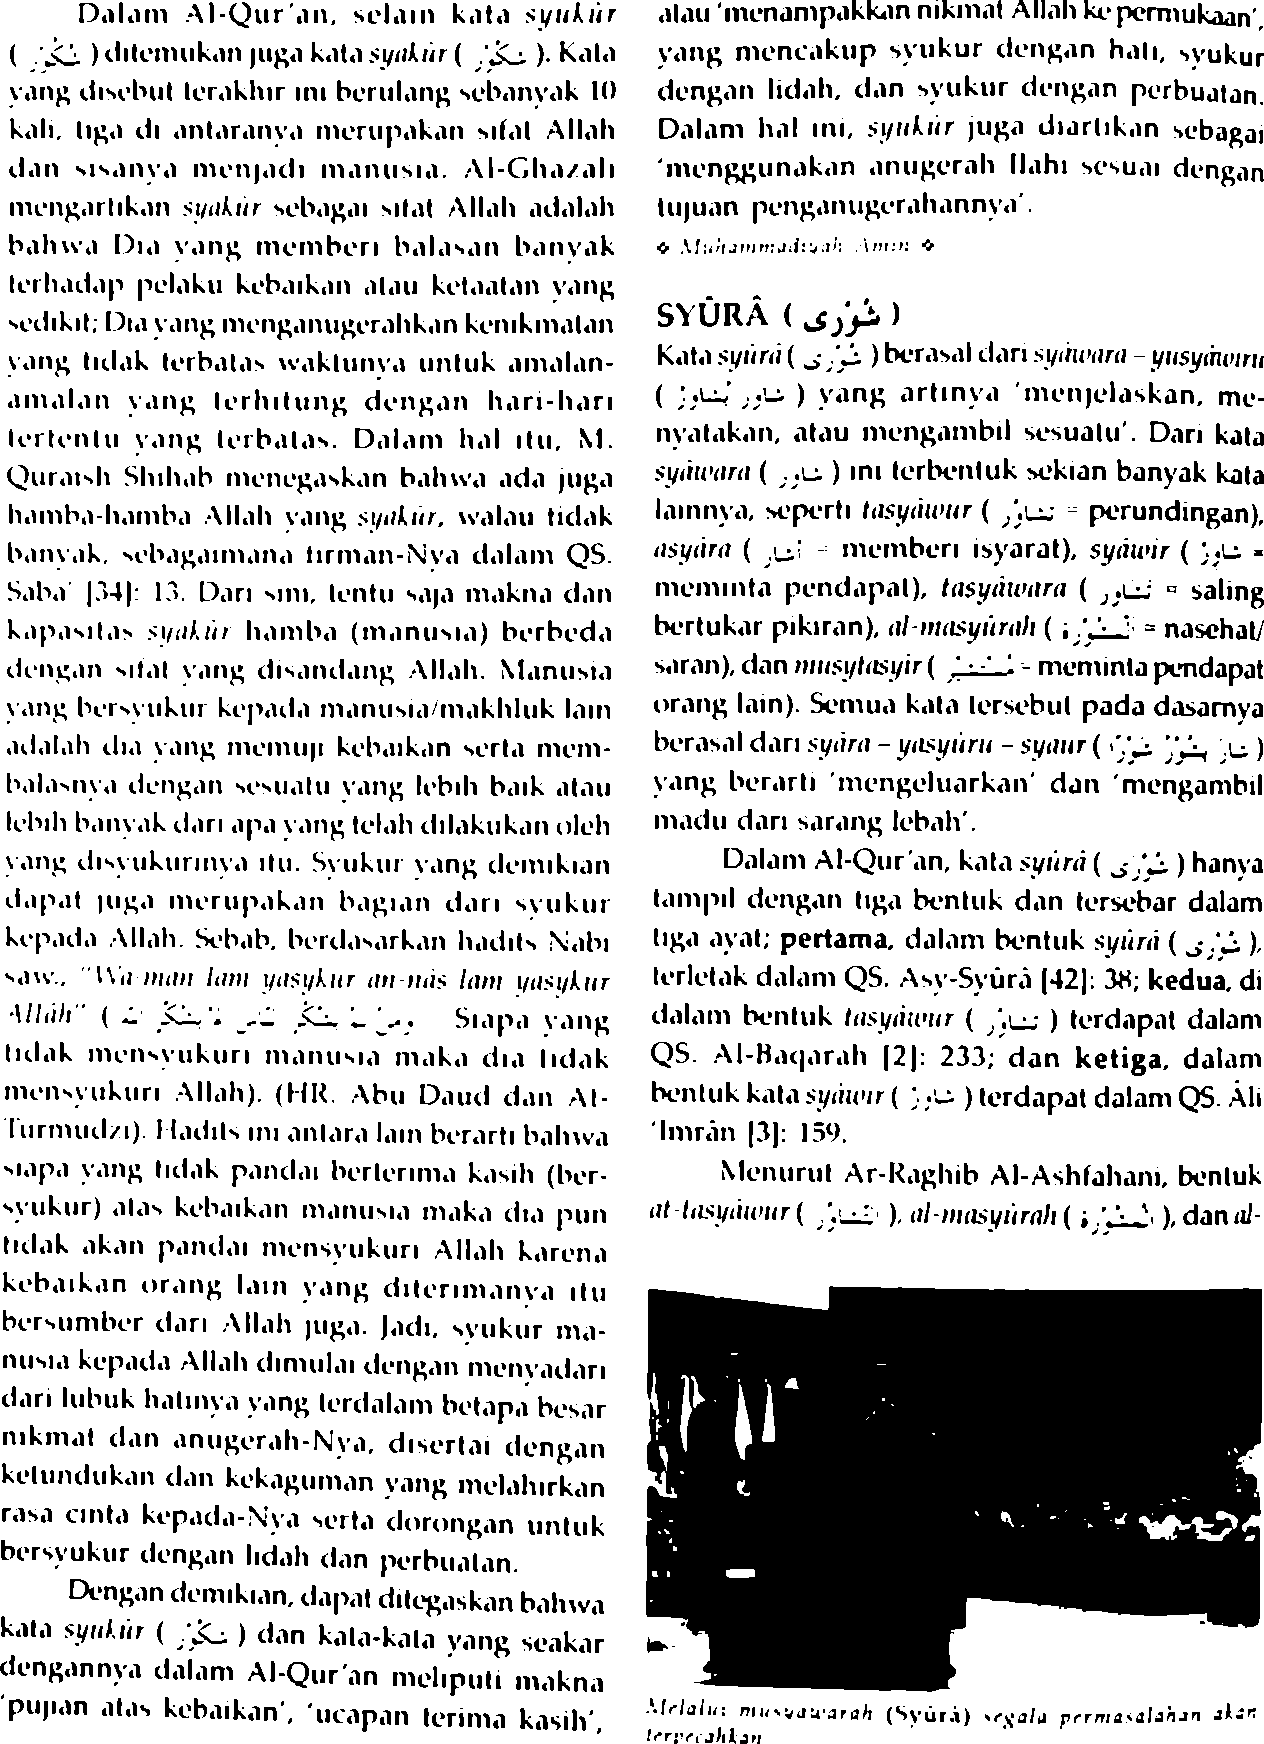 Dalam Al-Qur'an, selain kata syukûr
( شُكُوْرٌ ) ditemukan juga kata syakûr ( شَكُوْرٌ ). Kata
yang disebut terakhir ini berulang sebanyak 10
kali, tiga di antaranya merupakan sifat Allah
dan sisanya menjadi manusia. Al-Ghazali
mengartikan syakûr sebagai sifat Allah adalah
bahwa Dia yang memberi balasan banyak
terhadap pelaku kebaikan atau ketaatan yang
sedikit; Dia yang menganugerahkan kenikmatan
yang tidak terbatas waktunya untuk amalan-
amalan yang terhitung dengan hari-hari
tertentu yang terbatas. Dalam hal itu, M.
Quraish Shihab menegaskan bahwa ada juga
hamba-hamba Allah yang syakûr, walau tidak
banyak, sebagaimana firman-Nya dalam QS.
Saba' [34]: 13. Dari sini, tentu saja makna dan
kapasitas syakûr hamba (manusia) berbeda
dengan sifat yang disandang Allah. Manusia
yang bersyukur kepada manusia/makhluk lain
adalah dia yang memuji kebaikan serta mem-
balasnya dengan sesuatu yang lebih baik atau
lebih banyak dari apa yang telah dilakukan oleh
yang disyukurinya itu. Syukur yang demikian
dapat juga merupakan bagian dari syukur
kepada Allah. Sebab, berdasarkan hadits Nabi
saw., "Wa man lam yasykur an-nâs lam yasykur
Allâh" ( Siapa yang
tidak mensyukuri manusia maka dia tidak
mensyukuri Allah). (HR. Abu Daud dan At-
Turmudzi). Hadits ini antara lain berarti bahwa
siapa yang tidak pandai berterima kasih (ber-
syukur) atas kebaikan manusia maka dia pun
tidak akan pandai mensyukuri Allah karena
kebaikan orang lain yang diterimanya itu
bersumber dari Allah juga. Jadi, syukur ma-
nusia kepada Allah dimulai dengan menyadari
dari lubuk hatinya yang terdalam betapa besar
nikmat dan anugerah-Nya, disertai dengan
ketundukan dan kekaguman yang melahirkan
rasa cinta kepada-Nya serta dorongan untuk
bersyukur dengan lidah dan perbuatan.
Dengan demikian, dapat ditegaskan bahwa
kata syukûr ( شُكُوْرٌ ) dan kata-kata yang seakar
dengannya dalam Al-Qur'an meliputi makna
'pujian atas kebaikan', 'ucapan terima kasih',
atau 'menampakkan nikmat Allah ke permukaan',
yang mencakup syukur dengan hati, syukur
dengan lidah, dan syukur dengan perbuatan.
Dalam hal ini, syukûr juga diartikan sebagai
'menggunakan anugerah Ilahi sesuai dengan
tujuan penganugerahannya'.
❖ Muhammadiyah Amin ❖
SYÛRÂ ( شُوْرَى )
Kata syûrâ ( شُوْرَى ) berasal dari syâwara – yusyâwiru
( شَاوَرَ يُشَاوِرُ ) yang artinya 'menjelaskan, me-
nyatakan, atau mengambil sesuatu'. Dari kata
syâwara ( شَاوَرَ ) ini terbentuk sekian banyak kata
lainnya, seperti tasyâwur ( تَشَاوُر = perundingan),
asyâra ( أَشَارَ = memberi isyarat), syâwir ( شَاوِرْ =
meminta pendapat), tasyâwara ( تَشَاوَرَ = saling
bertukar pikiran), al-masyûrah ( الْمَشُوْرَة = nasehat/
saran), dan mustasyir ( مُسْتَشِيْر = meminta pendapat
orang lain). Semua kata tersebut pada dasarnya
berasal dari syâra – yasyûru – syaur ( شَارَ يَشُوْرُ شَوْرًا )
yang berarti 'mengeluarkan' dan 'mengambil
madu dari sarang lebah'.
Dalam Al-Qur'an, kata syûrâ ( شُوْرَى ) hanya
tampil dengan tiga bentuk dan tersebar dalam
tiga ayat; pertama, dalam bentuk syûrâ ( شُوْرَى ),
terletak dalam QS. Asy-Syûrâ [42]: 38; kedua, di
dalam bentuk tasyâwur ( تَشَاوُر ) terdapat dalam
QS. Al-Baqarah [2]: 233; dan ketiga, dalam
bentuk kata syâwir ( شَاوِرْ ) terdapat dalam QS. Âli
'Imrân [3]: 159.
Menurut Ar-Raghib Al-Ashfahani, bentuk
at-tasyâwur ( التَّشَاوُر ), al-masyûrah ( الْمَشُوْرَة ), dan al-
Melalui musyawarah (Syûrâ) segala permasalahan akan
terpecahkan